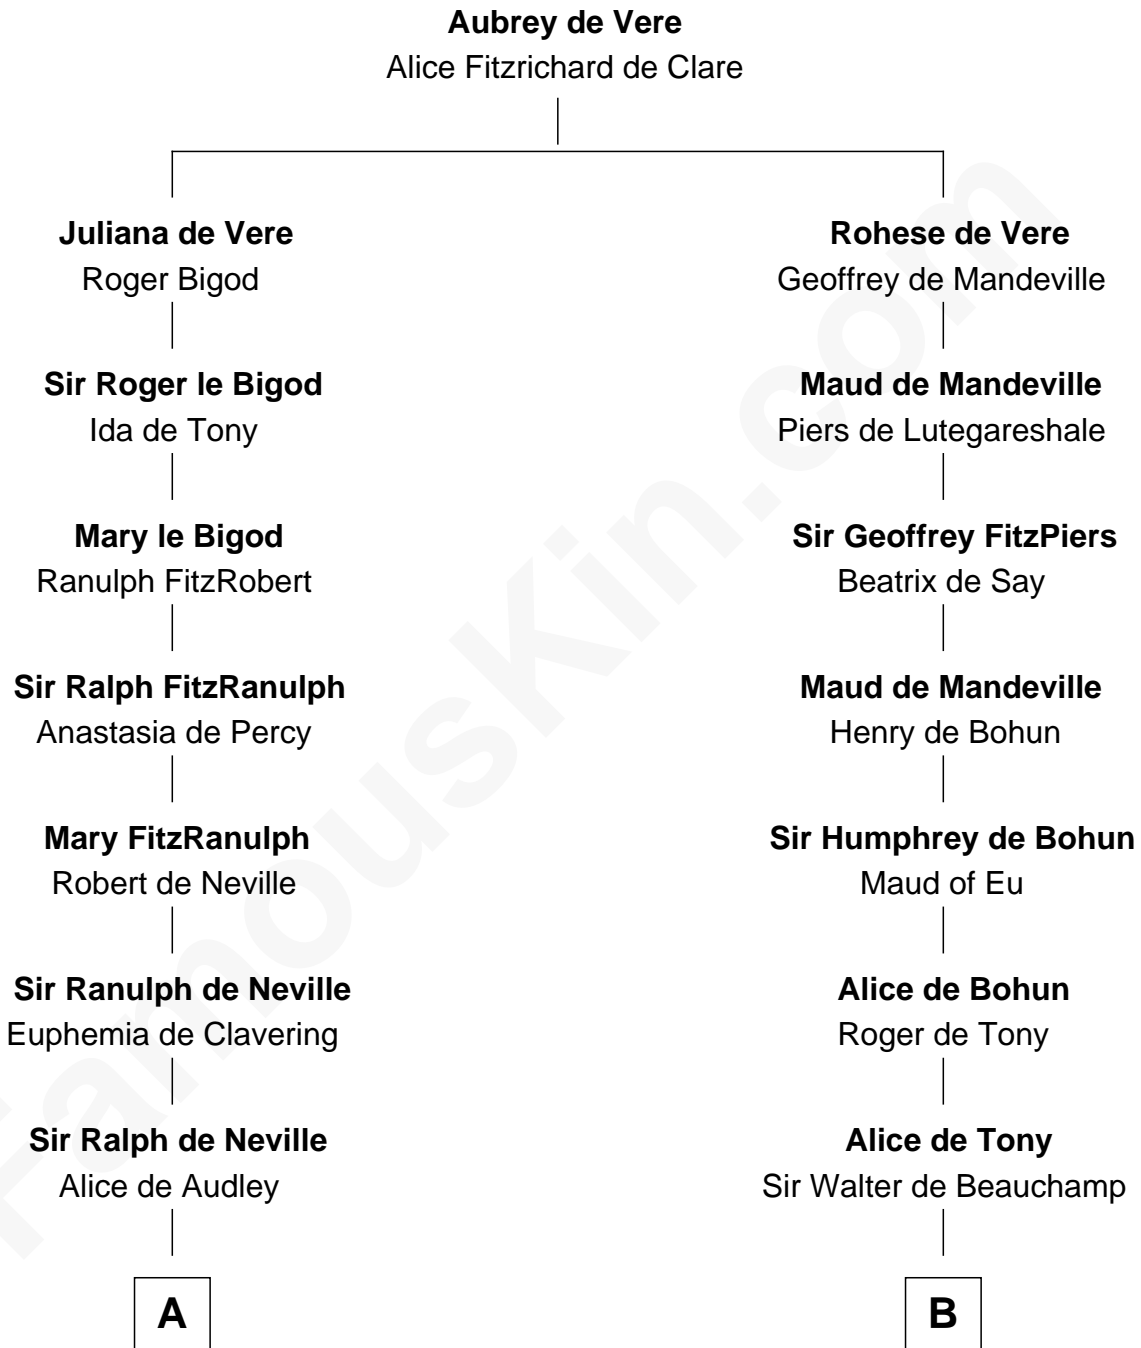 Aubrey de Vere
Alice Fitzrichard de Clare
Juliana de Vere
Roger Bigod
Rohese de Vere
Geoffrey de Mandeville
Sir Roger le Bigod
Ida de Tony
Maud de Mandeville
Piers de Lutegareshale
Mary le Bigod
Ranulph FitzRobert
Sir Geoffrey FitzPiers
Beatrix de Say
Sir Ralph FitzRanulph
Anastasia de Percy
Maud de Mandeville
Henry de Bohun
Mary FitzRanulph
Robert de Neville
Sir Humphrey de Bohun
Maud of Eu
Sir Ranulph de Neville
Euphemia de Clavering
Alice de Bohun
Roger de Tony
Sir Ralph de Neville
Alice de Audley
Alice de Tony
Sir Walter de Beauchamp
A
B
FamousKin.com